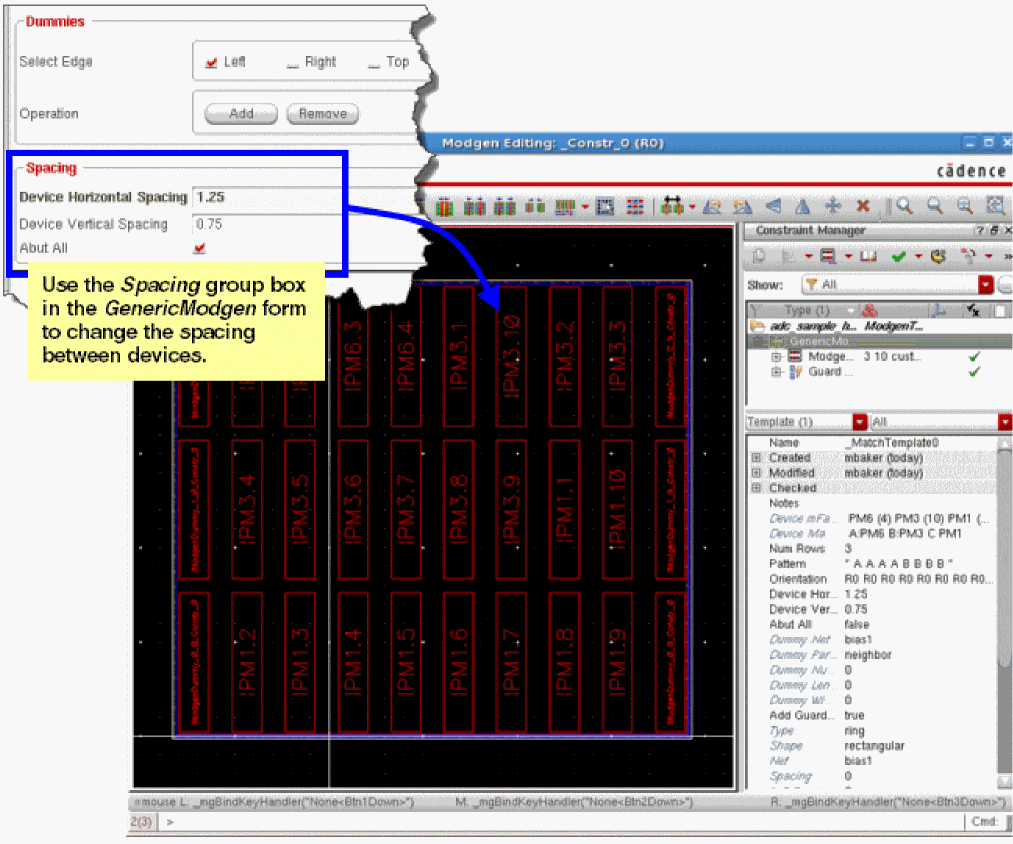 Dummies
Select Edge
Left
Right
Top
Operation
Add
Remove
Spacing
Device Horizontal Spacing 1.25
Device Vertical Spacing 0.75
Abut All
Use the Spacing group box
in the GenericModgen form
to change the spacing
between devices.
Modgen Editing: _Constr_0 (R0)
cādence
IPM6.3
IPM6.4
IPM3.1
IPM3.10
IPM3.2
IPM3.3
IPM3.4
IPM3.5
IPM3.6
IPM3.7
IPM3.8
IPM3.9
IPM1.1
IPM1.10
IPM1.2
IPM1.3
IPM1.4
IPM1.5
IPM1.6
IPM1.7
IPM1.8
IPM1.9
Constraint Manager
Show: All
Type (1)
adc_sample_h... ModgenT...
GenericMo...
Modge... 3 10 cust...
Guard ...
Template (1) All
Name _MatchTemplate0
Created mbaker (today)
Modified mbaker (today)
Checked
Notes
Device mFa... PM6 (4) PM3 (10) PM1 (...
Device Ma A:PM6 B:PM3 C PM1
Num Rows 3
Pattern " A A A A B B B B "
Orientation R0 R0 R0 R0 R0 R0 R0 R0...
Device Hor... 1.25
Device Ver... 0.75
Abut All false
Dummy Net bias1
Dummy Par... neighbor
Dummy Nu... 0
Dummy Len... 0
Dummy Wi... 0
Add Guard... true
Type ring
Shape rectangular
Net bias1
Spacing 0
mouse L: _mgBindKeyHandler("None<Btn1Down>")
M: _mgBindKeyHandler("None<Btn2Down>")
R: _mgBindKeyHandler("None<Btn3Down>")
2(3) >
Cmd: